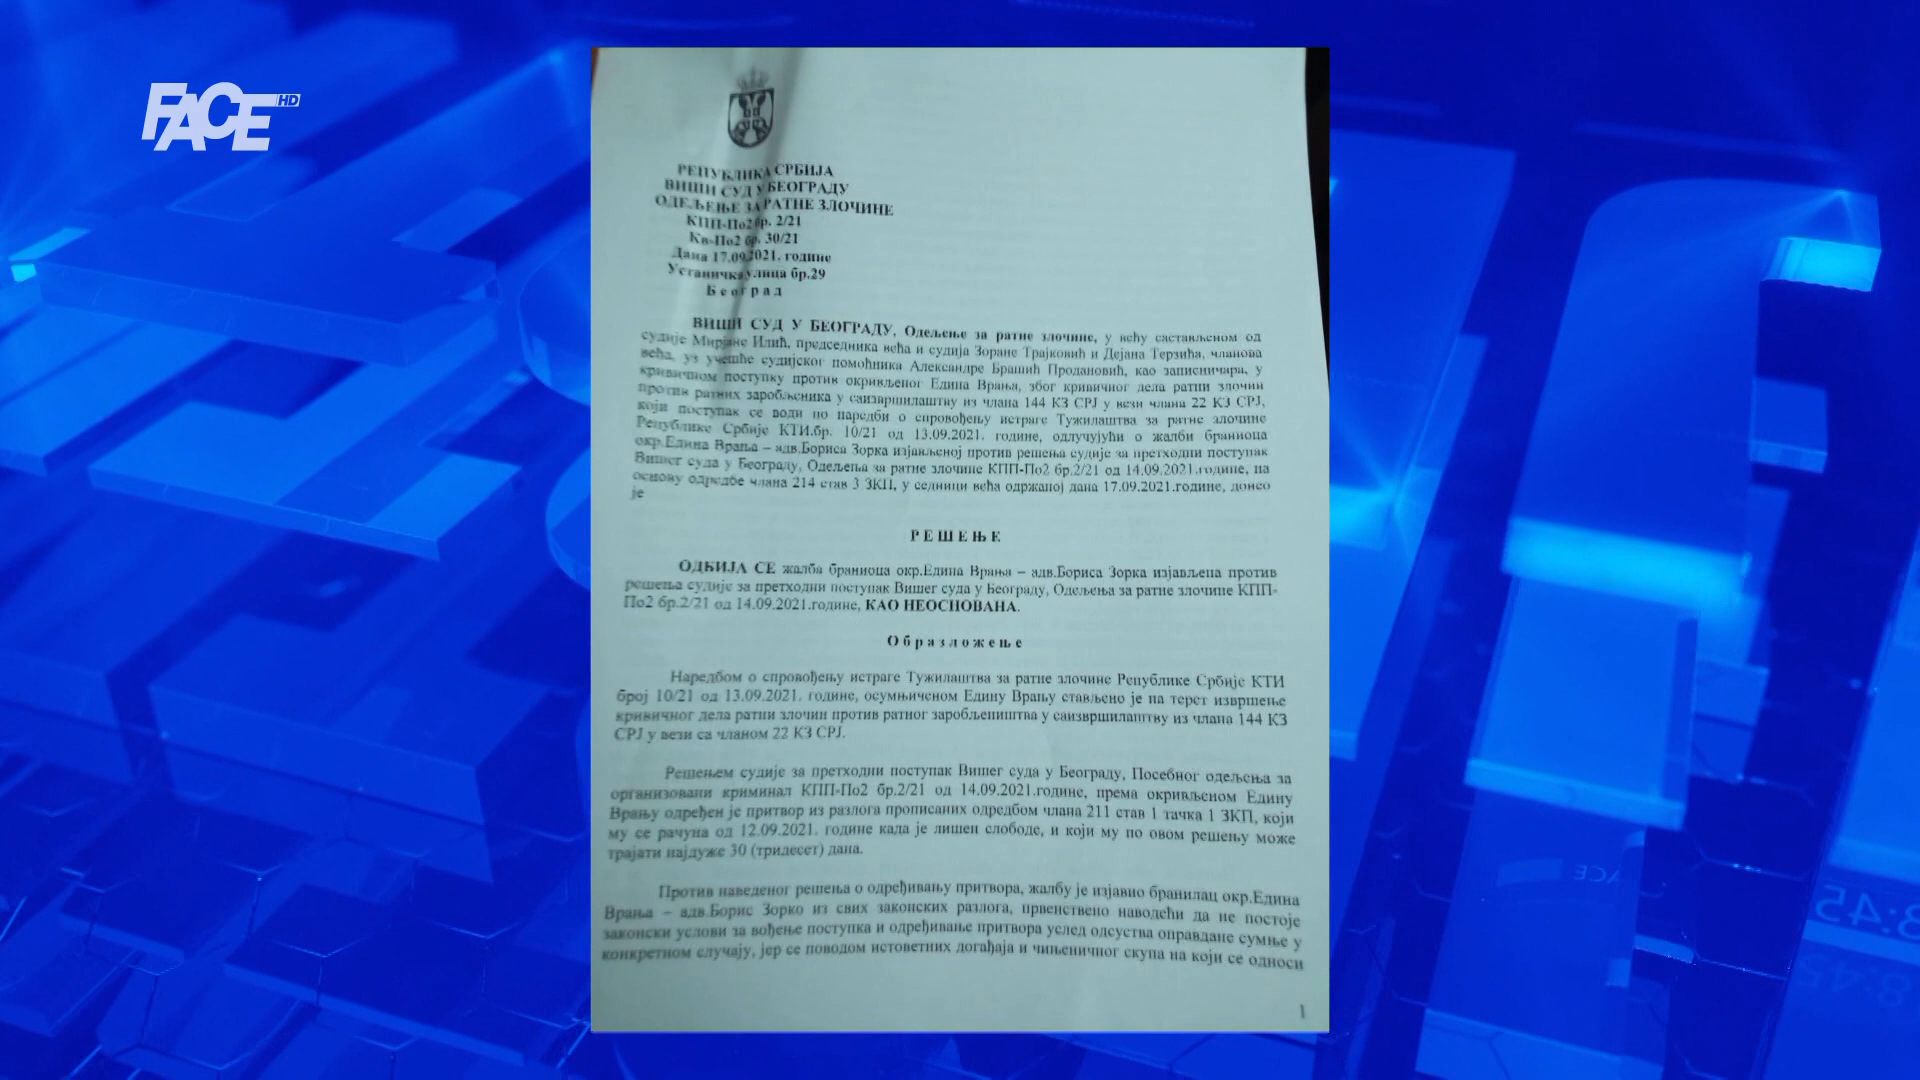 FACE HD
РЕПУБЛИКА СРБИЈА
ВИШИ СУД У БЕОГРАДУ
ОДЕЉЕЊЕ ЗА РАТНЕ ЗЛОЧИНЕ
КПП-По2 бр. 2/21
Кв-По2 бр. 30/21
Дана 17.09.2021. године
Устаничка улица бр.29
Б е о г р а д
ВИШИ СУД У БЕОГРАДУ, Одељење за ратне злочине, у већу састављеном од
судије Мирјане Илић, председника већа и судија Зоране Трајковић и Дејана Терзића, чланова
већа, уз учешће судијског помоћника Александре Брашић Продановић, као записничара, у
кривичном поступку против окривљеног Едина Врања, због кривичног дела ратни злочин
против ратних заробљеника у саизвршилаштву из члана 144 КЗ СРЈ у вези члана 22 КЗ СРЈ,
који поступак се води по наредби о спровођењу истраге Тужилаштва за ратне злочине
Републике Србије КТИ.бр. 10/21 од 13.09.2021. године, одлучујући о жалби браниоца
окр.Едина Врања – адв.Бориса Зорка изјављеној против решења судије за претходни поступак
Вишег суда у Београду, Одељења за ратне злочине КПП-По2 бр.2/21 од 14.09.2021.године, на
основу одредбе члана 214 став 3 ЗКП, у седници већа одржаној дана 17.09.2021.године, донео
је
Р Е Ш Е Њ Е
ОДБИЈА СЕ жалба браниоца окр.Едина Врања – адв.Бориса Зорка изјављена против
решења судије за претходни поступак Вишег суда у Београду, Одељења за ратне злочине КПП-
По2 бр.2/21 од 14.09.2021.године, КАО НЕОСНОВАНА.
О б р а з л о ж е њ е
Наредбом о спровођењу истраге Тужилаштва за ратне злочине Републике Србије КТИ
број 10/21 од 13.09.2021. године, осумњиченом Едину Врању стављено је на терет извршење
кривичног дела ратни злочин против ратног заробљеништва у саизвршилаштву из члана 144 КЗ
СРЈ у вези са чланом 22 КЗ СРЈ.
Решењем судије за претходни поступак Вишег суда у Београду, Посебног одељења за
организовани криминал КПП-По2 бр.2/21 од 14.09.2021.године, према окривљеном Едину
Врању одређен је притвор из разлога прописаних одредбом члана 211 став 1 тачка 1 ЗКП, који
му се рачуна од 12.09.2021. године када је лишен слободе, и који му по овом решењу може
трајати најдуже 30 (тридесет) дана.
Против наведеног решења о одређивању притвора, жалбу је изјавио бранилац окр.Едина
Врања – адв.Борис Зорко из свих законских разлога, првенствено наводећи да не постоје
законски услови за вођење поступка и одређивање притвора услед одсуства оправдане сумње у
конкретном случају, јер се поводом истоветних догађаја и чињеничног скупа на који се односи
1